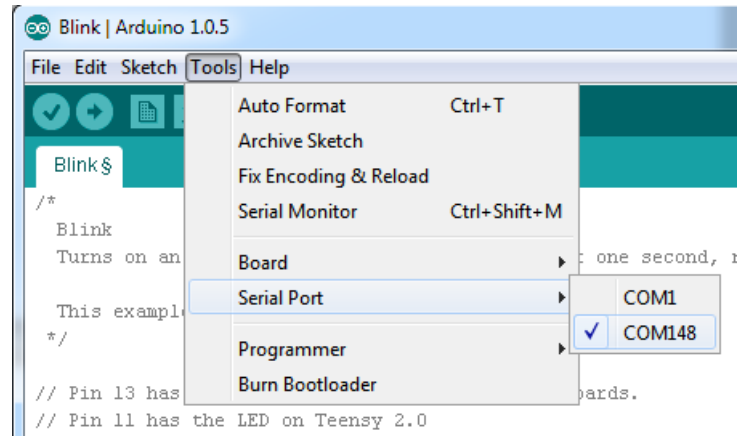 Blink | Arduino 1.0.5
File Edit Sketch Tools Help
Auto Format Ctrl+T
Archive Sketch
Blink§
Fix Encoding & Reload
/*
Serial Monitor Ctrl+Shift+M
Blink
Turns on an
one second, r
Board
Serial Port
COM1
This exampl
COM148
*/
Programmer
Burn Bootloader
// Pin 13 has
// Pin 11 has the LED on Teensy 2.0